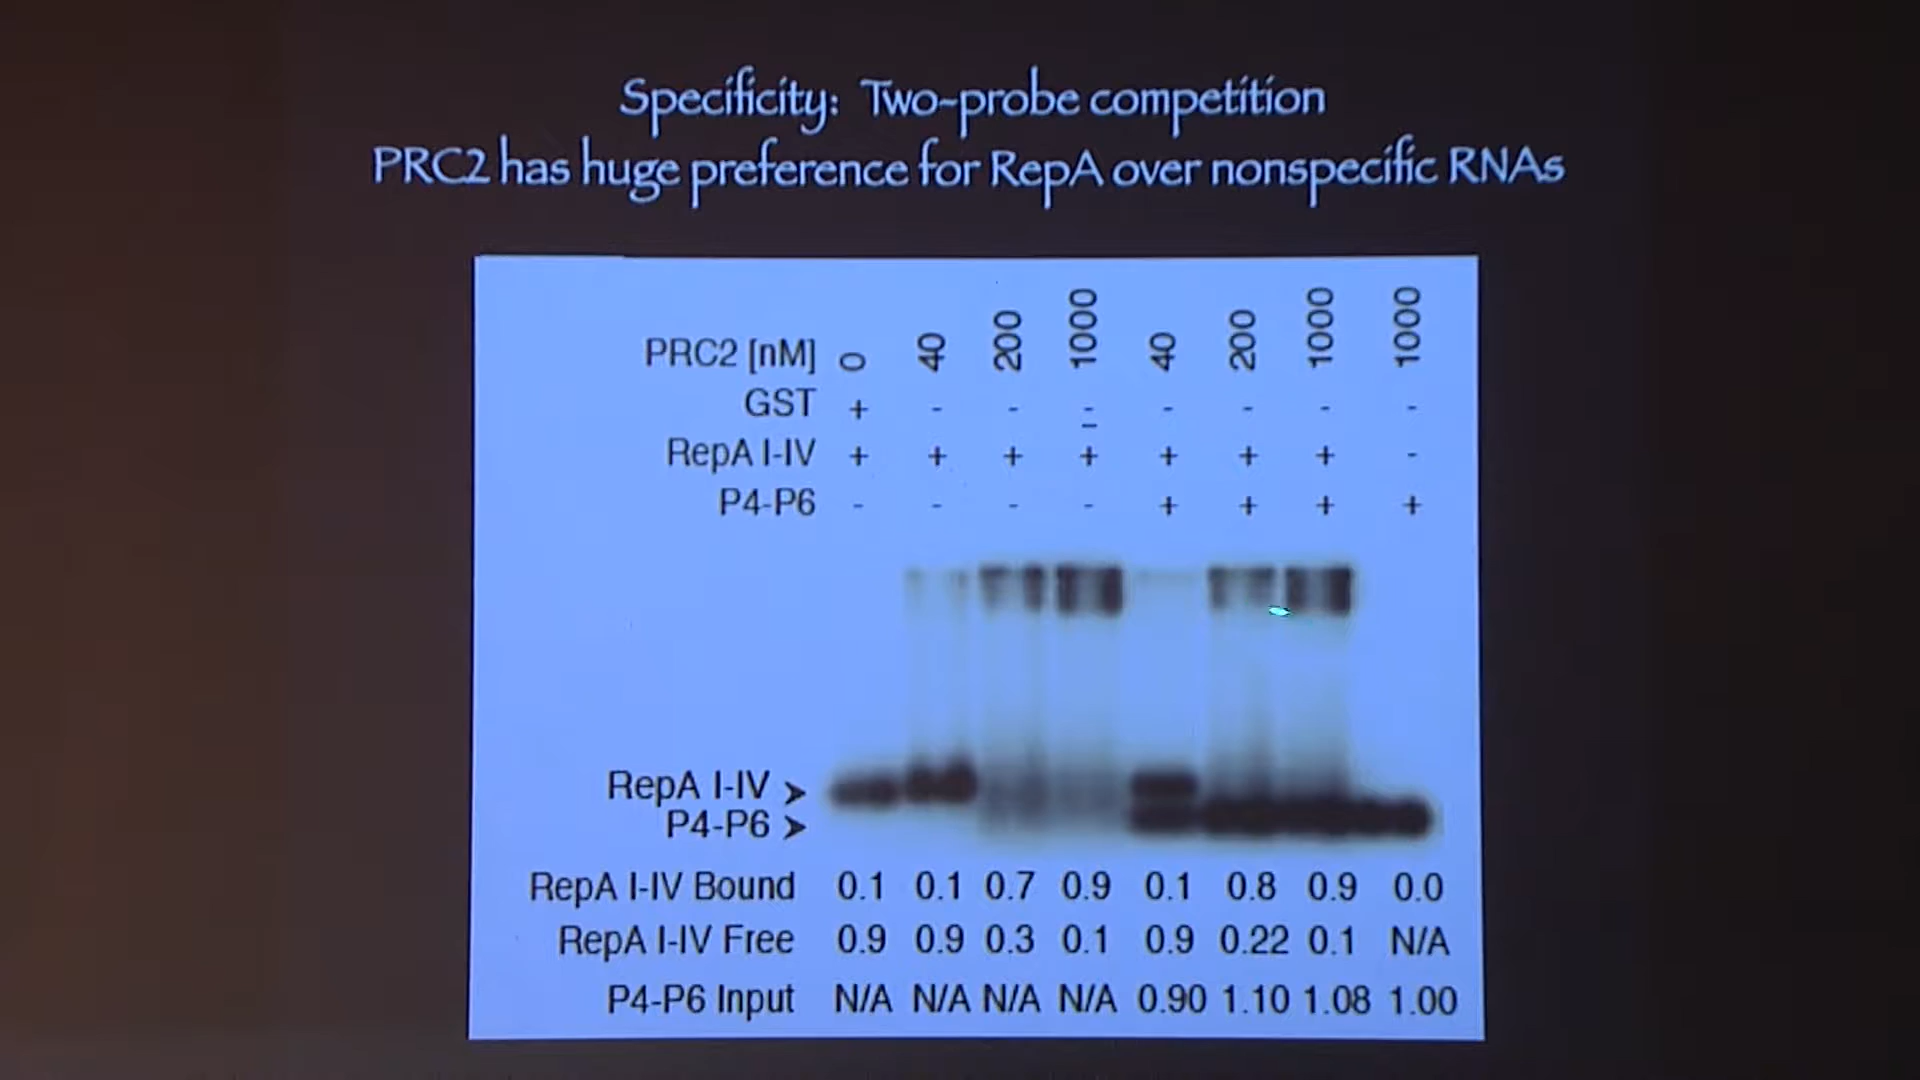 Specificity: Two-probe competition
PRC2 has huge preference for RepA over nonspecific RNAs
PRC2 [nM] 0 40 200 1000 40 200 1000 1000
GST + - - - - - - -
RepA I-IV + + + + + + + -
P4-P6 - - - - + + + +
RepA I-IV
P4-P6
RepA I-IV Bound 0.1 0.1 0.7 0.9 0.1 0.8 0.9 0.0
RepA I-IV Free 0.9 0.9 0.3 0.1 0.9 0.22 0.1 N/A
P4-P6 Input N/A N/A N/A N/A 0.90 1.10 1.08 1.00